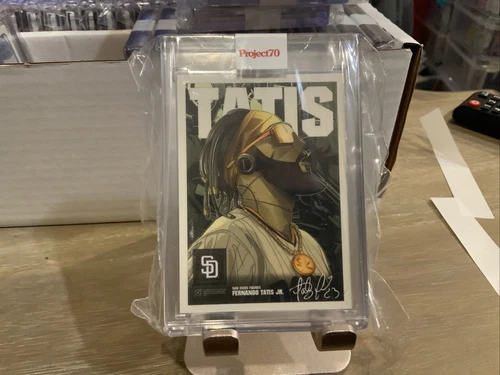 Project70
TATIS
SD
SAN DIEGO PADRES
FERNANDO TATIS JR.